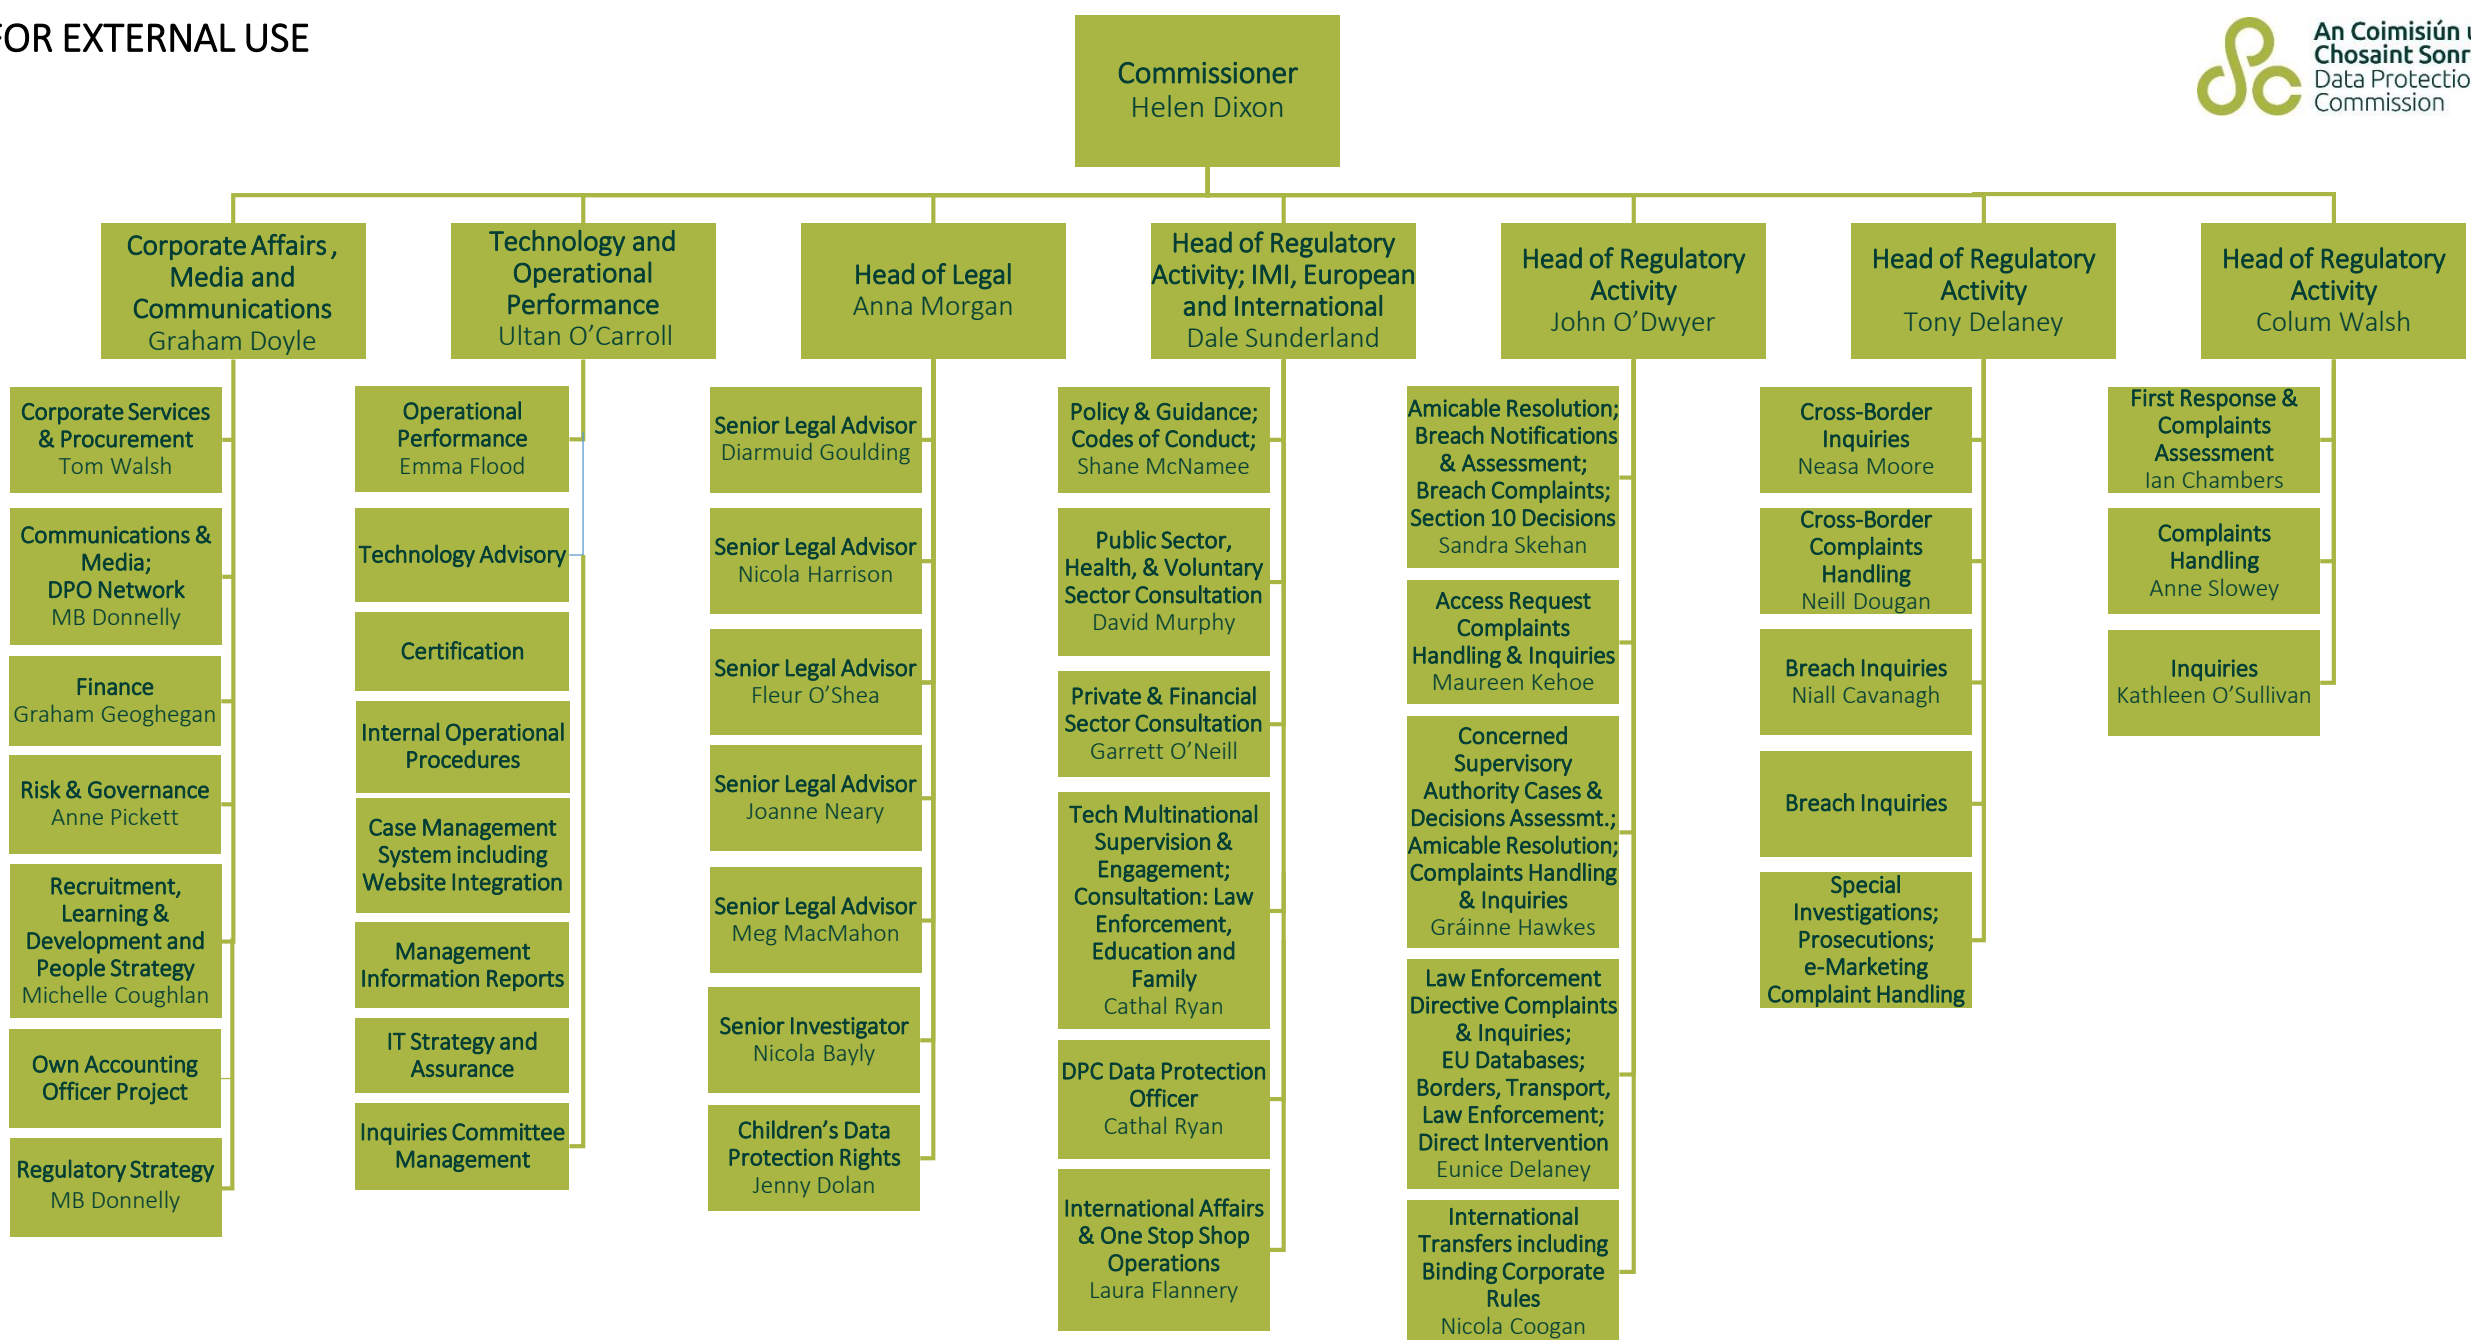 FOR EXTERNAL USE
An Coimisiún u
Chosaint Sonr
Data Protectio
Commission
Commissioner
Helen Dixon
Corporate Affairs,
Media and
Communications
Graham Doyle
Technology and
Operational
Performance
Ultan O'Carroll
Head of Legal
Anna Morgan
Head of Regulatory
Activity; IMI, European
and International
Dale Sunderland
Head of Regulatory
Activity
John O'Dwyer
Head of Regulatory
Activity
Tony Delaney
Head of Regulatory
Activity
Colum Walsh
Corporate Services
& Procurement
Tom Walsh
Communications &
Media;
DPO Network
MB Donnelly
Finance
Graham Geoghegan
Risk & Governance
Anne Pickett
Recruitment,
Learning &
Development and
People Strategy
Michelle Coughlan
Own Accounting
Officer Project
Regulatory Strategy
MB Donnelly
Operational
Performance
Emma Flood
Technology Advisory
Certification
Internal Operational
Procedures
Case Management
System including
Website Integration
Management
Information Reports
IT Strategy and
Assurance
Inquiries Committee
Management
Senior Legal Advisor
Diarmuid Goulding
Senior Legal Advisor
Nicola Harrison
Senior Legal Advisor
Fleur O'Shea
Senior Legal Advisor
Joanne Neary
Senior Legal Advisor
Meg MacMahon
Senior Investigator
Nicola Bayly
Children's Data
Protection Rights
Jenny Dolan
Policy & Guidance;
Codes of Conduct;
Shane McNamee
Public Sector,
Health, & Voluntary
Sector Consultation
David Murphy
Private & Financial
Sector Consultation
Garrett O'Neill
Tech Multinational
Supervision &
Engagement;
Consultation: Law
Enforcement,
Education and
Family
Cathal Ryan
DPC Data Protection
Officer
Cathal Ryan
International Affairs
& One Stop Shop
Operations
Laura Flannery
Amicable Resolution;
Breach Notifications
& Assessment;
Breach Complaints;
Section 10 Decisions
Sandra Skehan
Access Request
Complaints
Handling & Inquiries
Maureen Kehoe
Concerned
Supervisory
Authority Cases &
Decisions Assessmt.;
Amicable Resolution;
Complaints Handling
& Inquiries
Gráinne Hawkes
Law Enforcement
Directive Complaints
& Inquiries;
EU Databases;
Borders, Transport,
Law Enforcement;
Direct Intervention
Eunice Delaney
International
Transfers including
Binding Corporate
Rules
Nicola Coogan
Cross-Border
Inquiries
Neasa Moore
Cross-Border
Complaints
Handling
Neill Dougan
Breach Inquiries
Niall Cavanagh
Breach Inquiries
Special
Investigations;
Prosecutions;
e-Marketing
Complaint Handling
First Response &
Complaints
Assessment
Ian Chambers
Complaints
Handling
Anne Slowey
Inquiries
Kathleen O'Sullivan